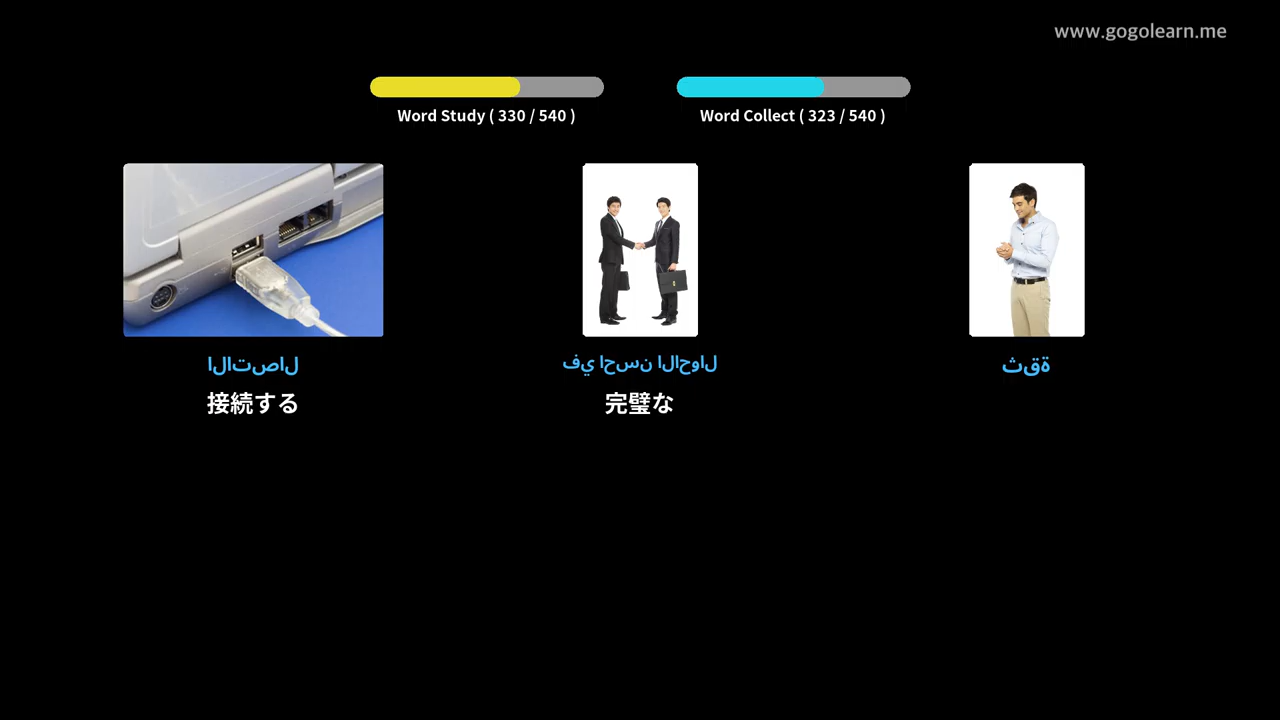 www.gogolearn.me
Word Study ( 330 / 540 )
Word Collect ( 323 / 540 )
الاتصال
في احسن الاحوال
ثقة
接続する
完璧な